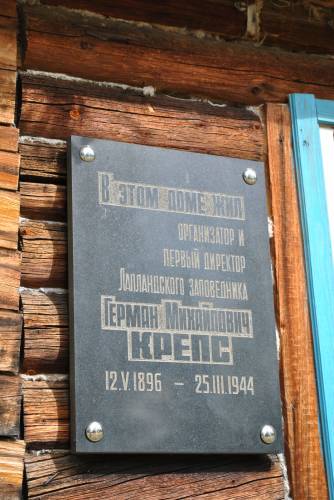 В ЭТОМ ДОМЕ ЖИЛ
ОРГАНИЗАТОР И
ПЕРВЫЙ ДИРЕКТОР
ЛАПЛАНДСКОГО ЗАПОВЕДНИКА
ГЕРМАН МИХАЙЛОВИЧ
КРЕПС
12.V.1896 – 25.III.1944